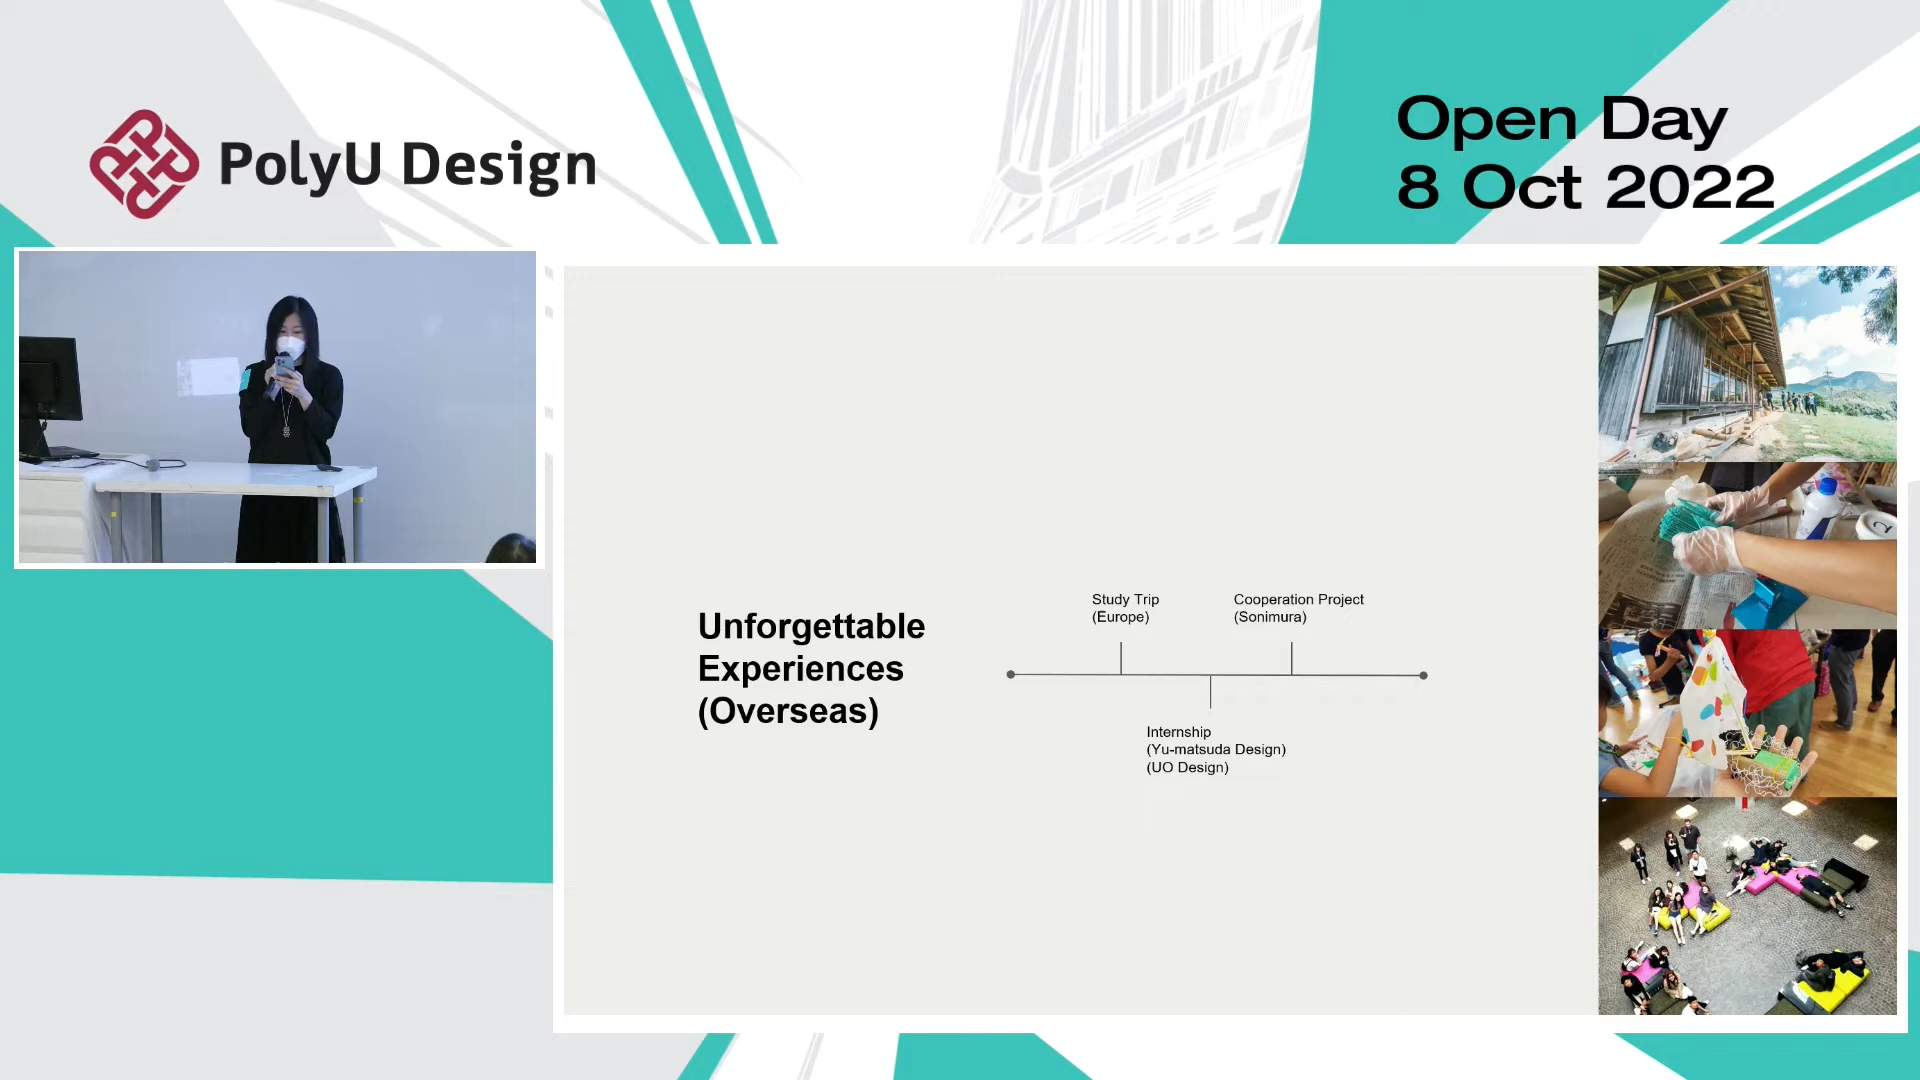 PolyU Design
Open Day
8 Oct 2022
Unforgettable
Experiences
(Overseas)
Study Trip
(Europe)
Cooperation Project
(Sonimura)
Internship
(Yu-matsuda Design)
(UO Design)